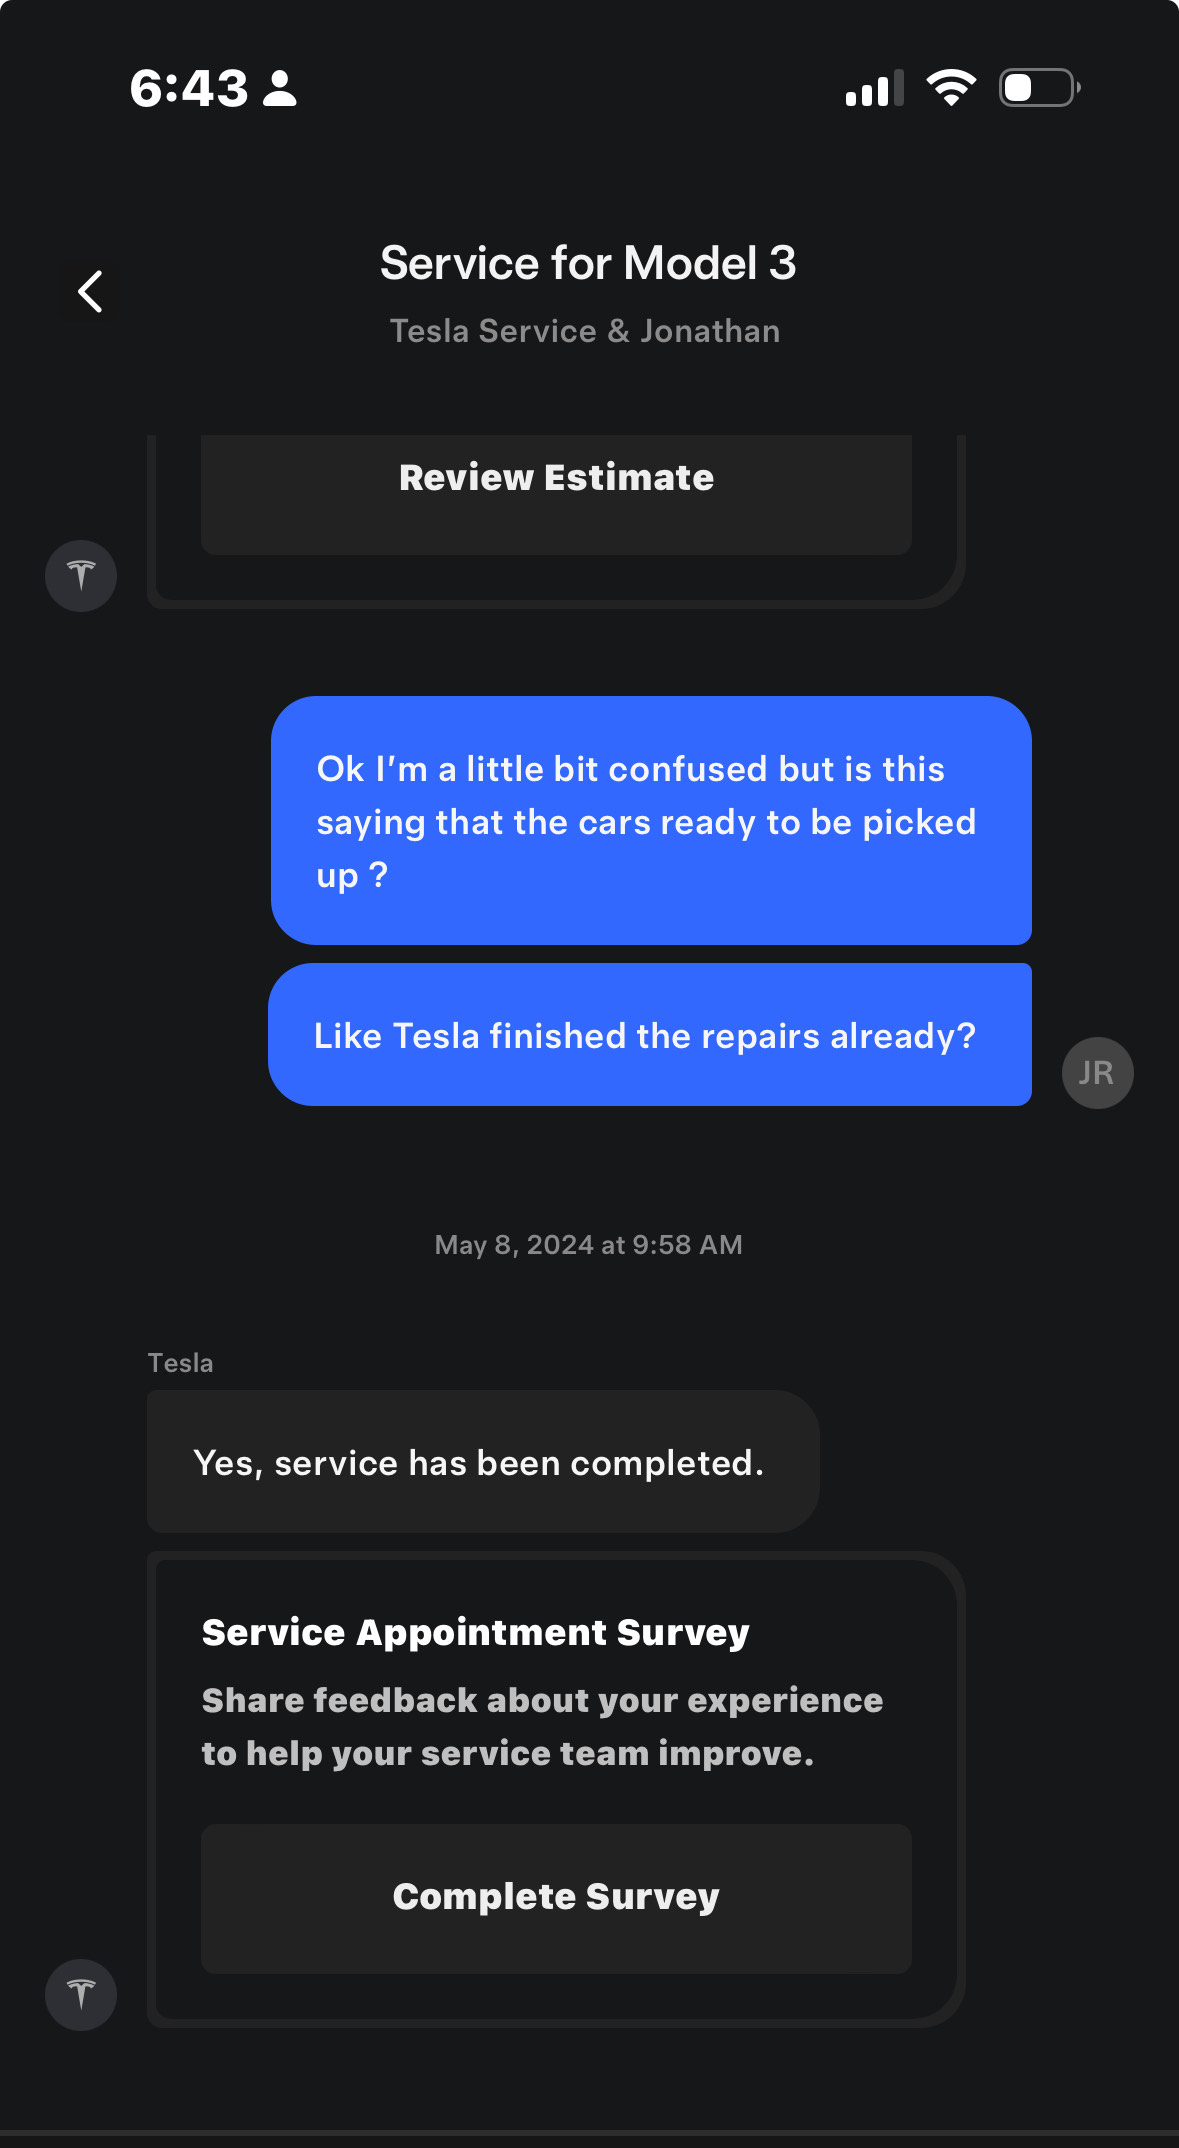 6:43
Service for Model 3
Tesla Service & Jonathan
Review Estimate
Ok I'm a little bit confused but is this
saying that the cars ready to be picked
up ?
Like Tesla finished the repairs already?
JR
May 8, 2024 at 9:58 AM
Tesla
Yes, service has been completed.
Service Appointment Survey
Share feedback about your experience
to help your service team improve.
Complete Survey